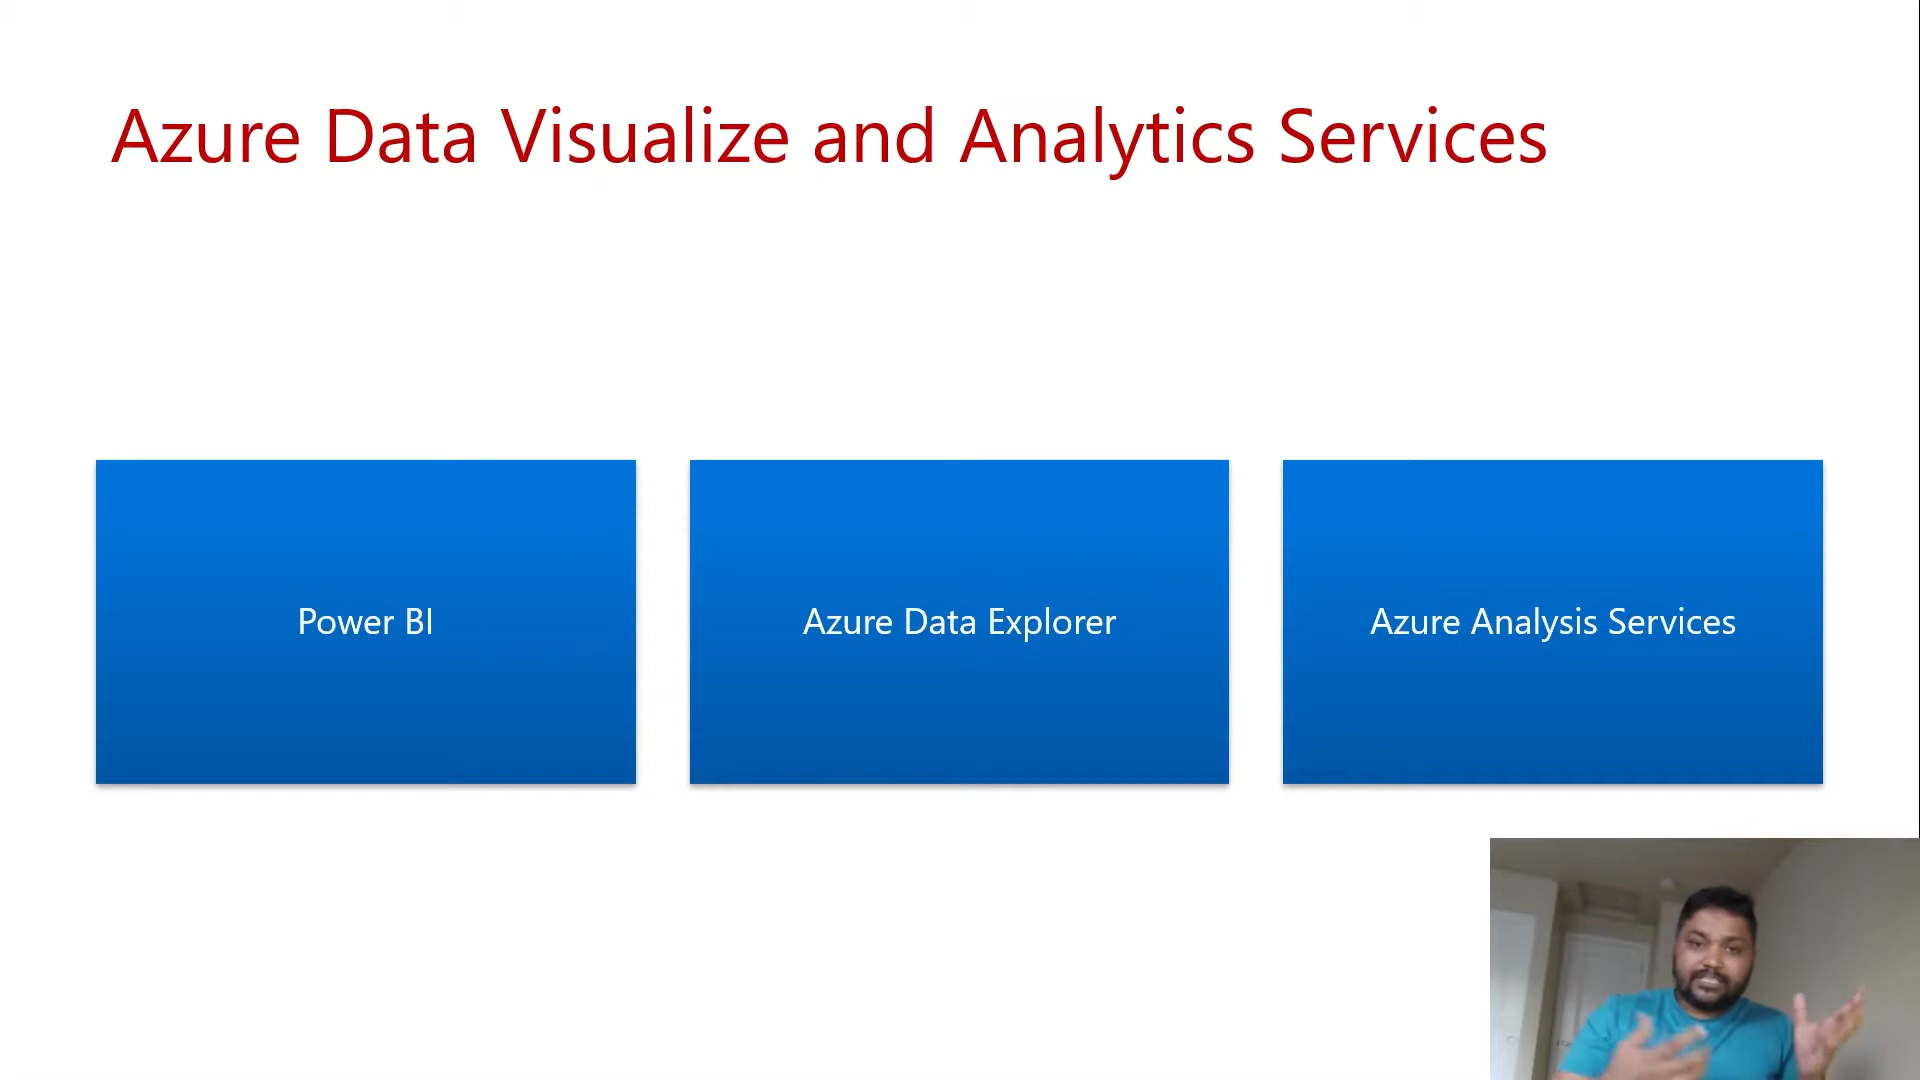 Azure Data Visualize and Analytics Services
Power BI
Azure Data Explorer
Azure Analysis Services